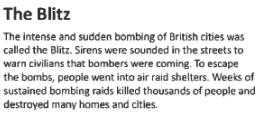 The Blitz
The intense and sudden bombing of British cities was
called the Blitz. Sirens were sounded in the streets to
warn civilians that bombers were coming. To escape
the bombs, people went into air raid shelters. Weeks of
sustained bombing raids killed thousands of people and
destroyed many homes and cities.